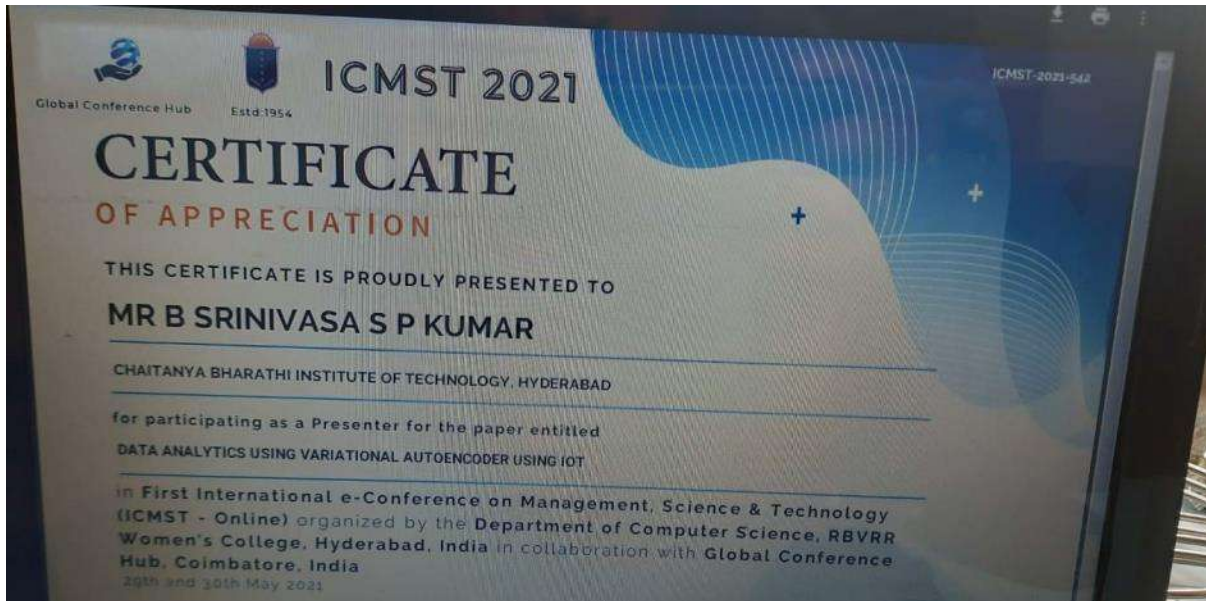 ICMST 2021
ICMST-2021-542
Global Conference Hub
Estd:1954
CERTIFICATE
OF APPRECIATION
THIS CERTIFICATE IS PROUDLY PRESENTED TO
MR B SRINIVASA S P KUMAR
CHAITANYA BHARATHI INSTITUTE OF TECHNOLOGY, HYDERABAD
for participating as a Presenter for the paper entitled
DATA ANALYTICS USING VARIATIONAL AUTOENCODER USING IOT
in First International e-Conference on Management, Science & Technology
(ICMST - Online) organized by the Department of Computer Science, RBVRR
Women's College, Hyderabad, India in collaboration with Global Conference
Hub, Coimbatore, India
29th and 30th May 2021